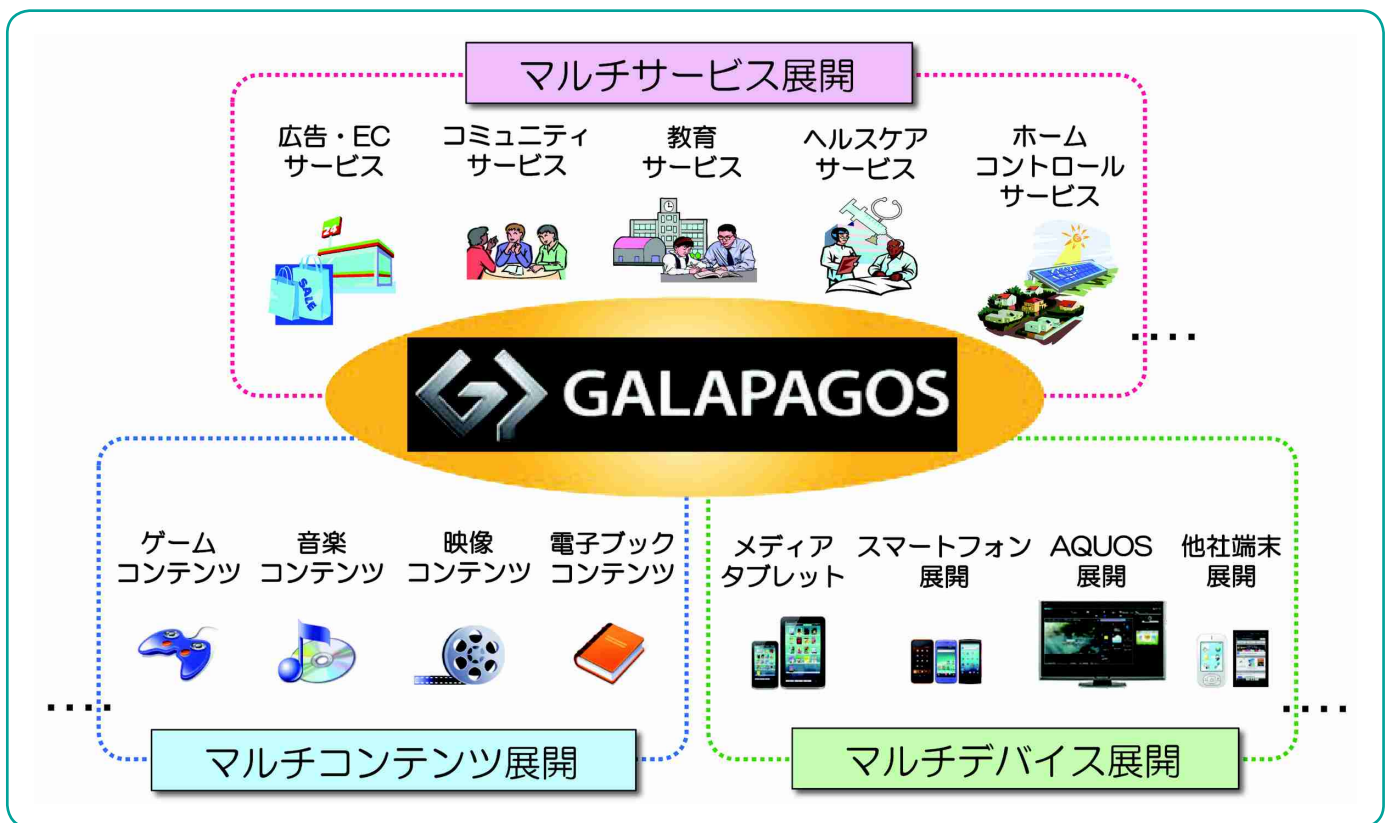 マルチサービス展開
広告・EC
サービス
コミュニティ
サービス
教育
サービス
ヘルスケア
サービス
ホーム
コントロール
サービス
24
SALE
....
GALAPAGOS
ゲーム
コンテンツ
音楽
コンテンツ
映像
コンテンツ
電子ブック
コンテンツ
....
マルチコンテンツ展開
メディア
タブレット
スマートフォン
展開
AQUOS
展開
他社端末
展開
....
マルチデバイス展開